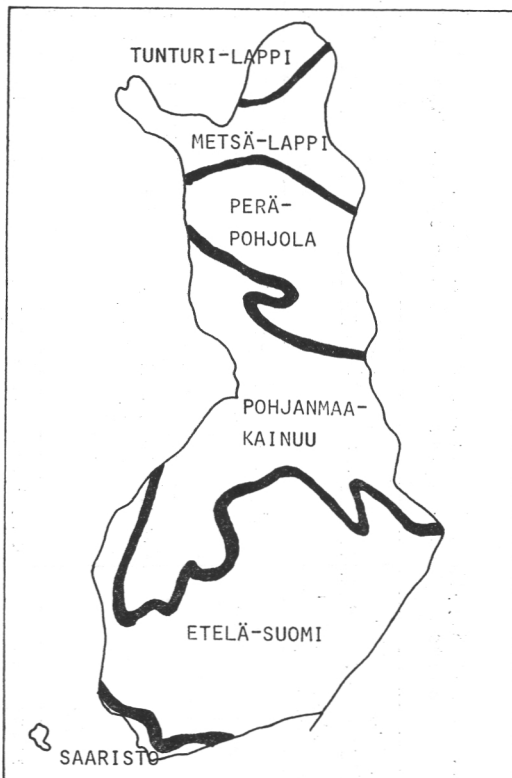 TUNTURI-LAPPI
METSÄ-LAPPI
PERÄ-
POHJOLA
POHJANMAA-
KAINUU
ETELÄ-SUOMI
SAARISTO